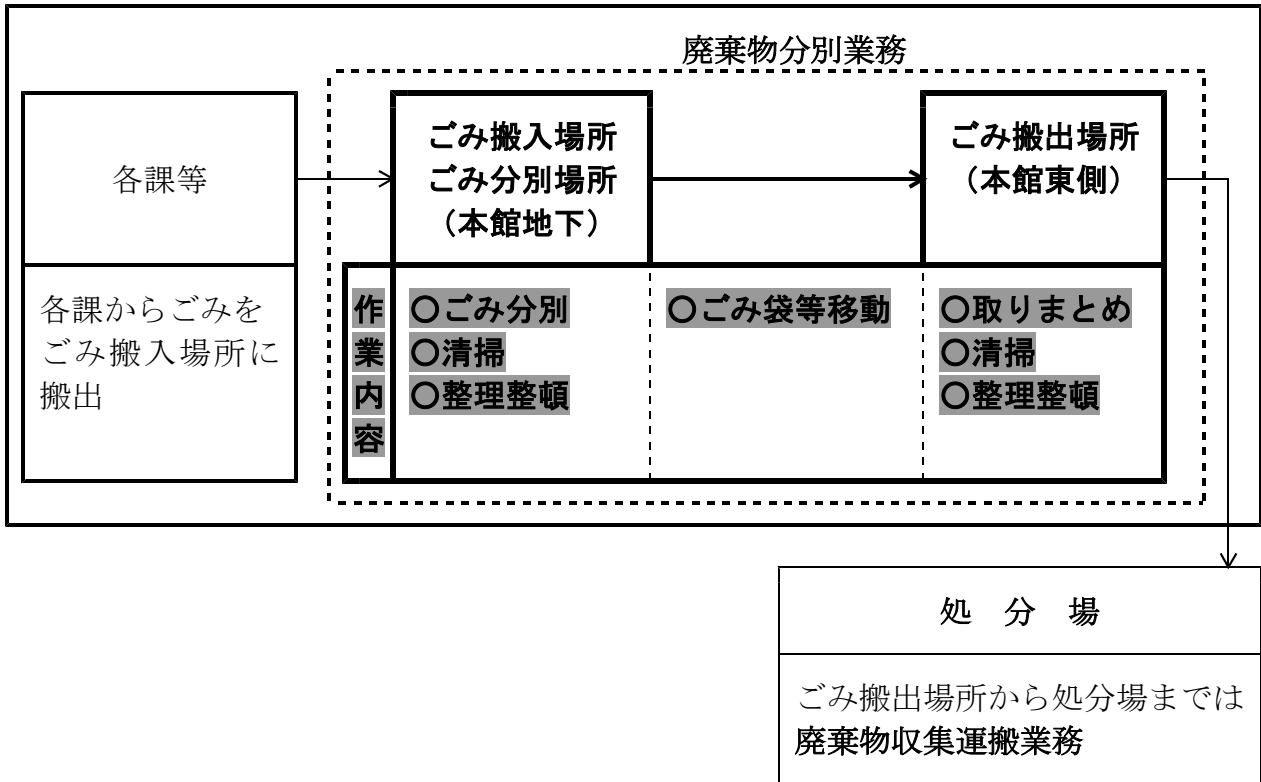 廃棄物分別業務
各課等
ごみ搬入場所
ごみ分別場所
（本館地下）
ごみ搬出場所
（本館東側）
各課からごみを
ごみ搬入場所に
搬出
作業内容
○ごみ分別
○清掃
○整理整頓
○ごみ袋等移動
○取りまとめ
○清掃
○整理整頓
処　分　場
ごみ搬出場所から処分場までは
廃棄物収集運搬業務